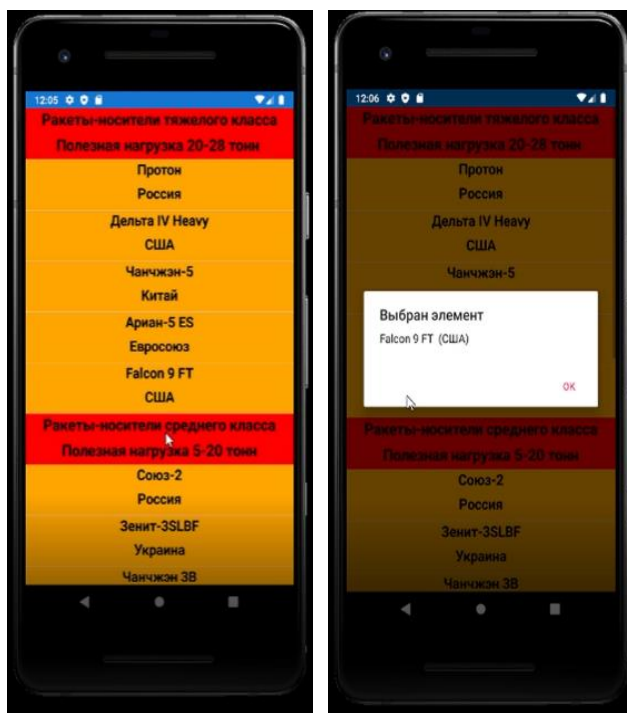 12:05
Ракеты-носители тяжелого класса
Полезная нагрузка 20-28 тонн
Протон
Россия
Дельта IV Heavy
США
Чанчжэн-5
Китай
Ариан-5 ES
Евросоюз
Falcon 9 FT
США
Ракеты-носители среднего класса
Полезная нагрузка 5-20 тонн
Союз-2
Россия
Зенит-3SLBF
Украина
Чанчжэн 3B
12:06
Ракеты-носители тяжелого класса
Полезная нагрузка 20-28 тонн
Протон
Россия
Дельта IV Heavy
США
Чанчжэн-5
Выбран элемент
Falcon 9 FT (США)
OK
Ракеты-носители среднего класса
Полезная нагрузка 5-20 тонн
Союз-2
Россия
Зенит-3SLBF
Украина
Чанчжэн 3B